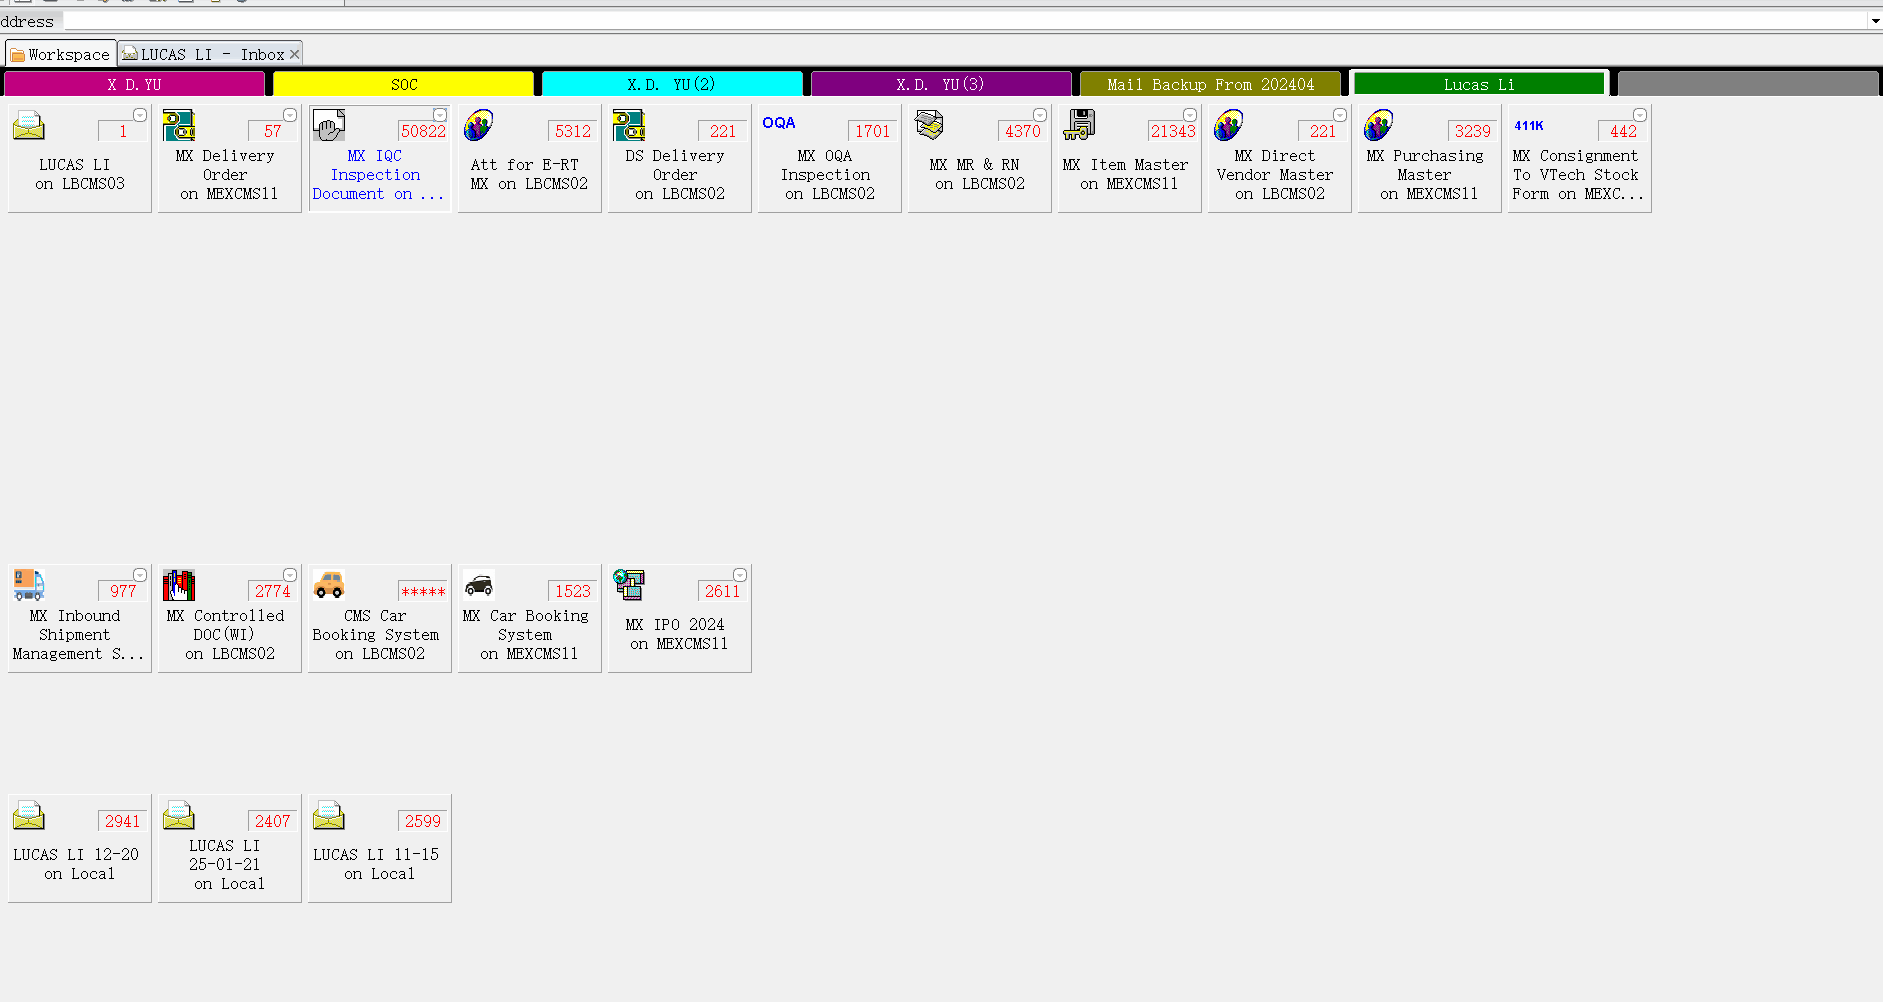 ddress
Workspace
LUCAS LI - Inbox
X D.YU
SOC
X.D. YU(2)
X.D. YU(3)
Mail Backup From 202404
Lucas Li
1
LUCAS LI
on LBCMS03
57
MX Delivery
Order
on MEXCMS11
50822
MX IQC
Inspection
Document on ...
5312
Att for E-RT
MX on LBCMS02
221
DS Delivery
Order
on LBCMS02
OQA
1701
MX OQA
Inspection
on LBCMS02
4370
MX MR & RN
on LBCMS02
21343
MX Item Master
on MEXCMS11
221
MX Direct
Vendor Master
on LBCMS02
3239
MX Purchasing
Master
on MEXCMS11
411K
442
MX Consignment
To VTech Stock
Form on MEXC...
977
MX Inbound
Shipment
Management S...
2774
MX Controlled
DOC(WI)
on LBCMS02
*****
CMS Car
Booking System
on LBCMS02
1523
MX Car Booking
System
on MEXCMS11
2611
MX IPO 2024
on MEXCMS11
2941
LUCAS LI 12-20
on Local
2407
LUCAS LI
25-01-21
on Local
2599
LUCAS LI 11-15
on Local